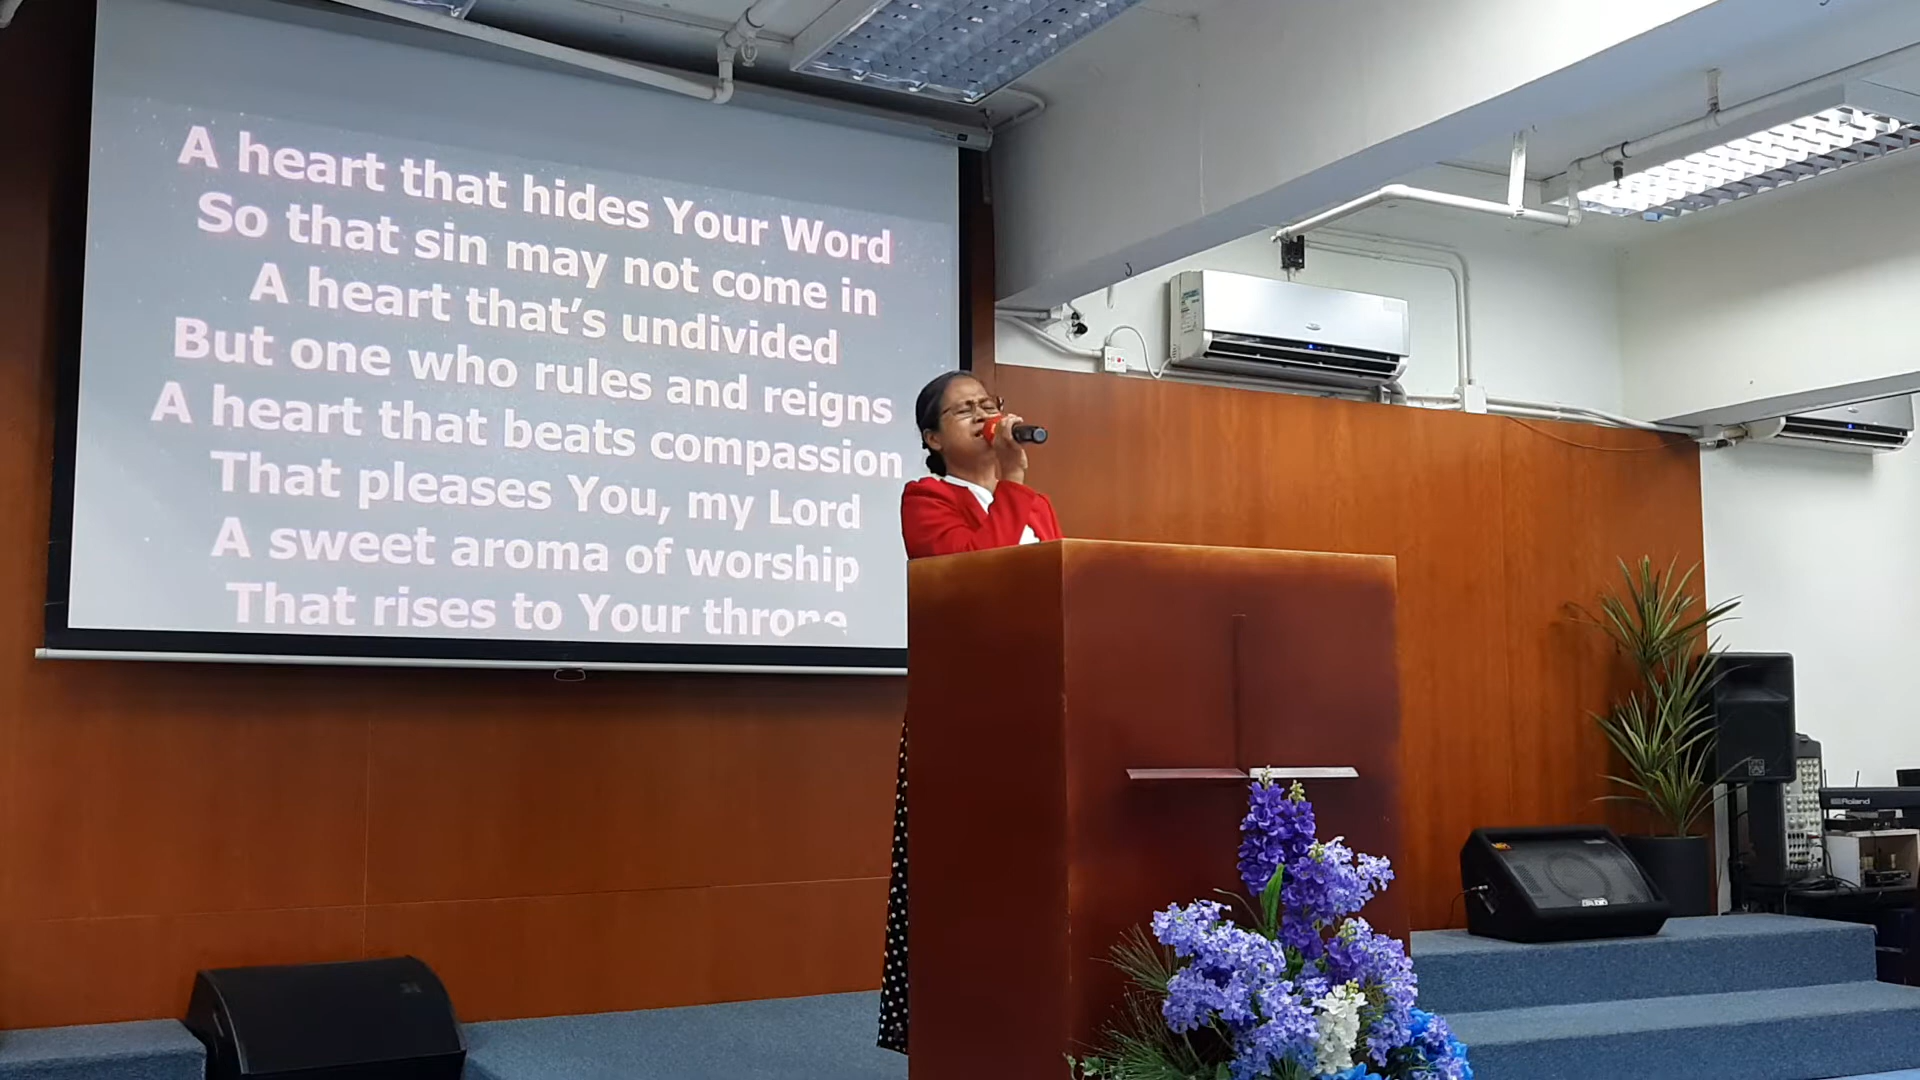 A heart that hides Your Word
So that sin may not come in
A heart that's undivided
But one who rules and reigns
A heart that beats compassion
That pleases You, my Lord
A sweet aroma of worship
That rises to Your throne
Roland